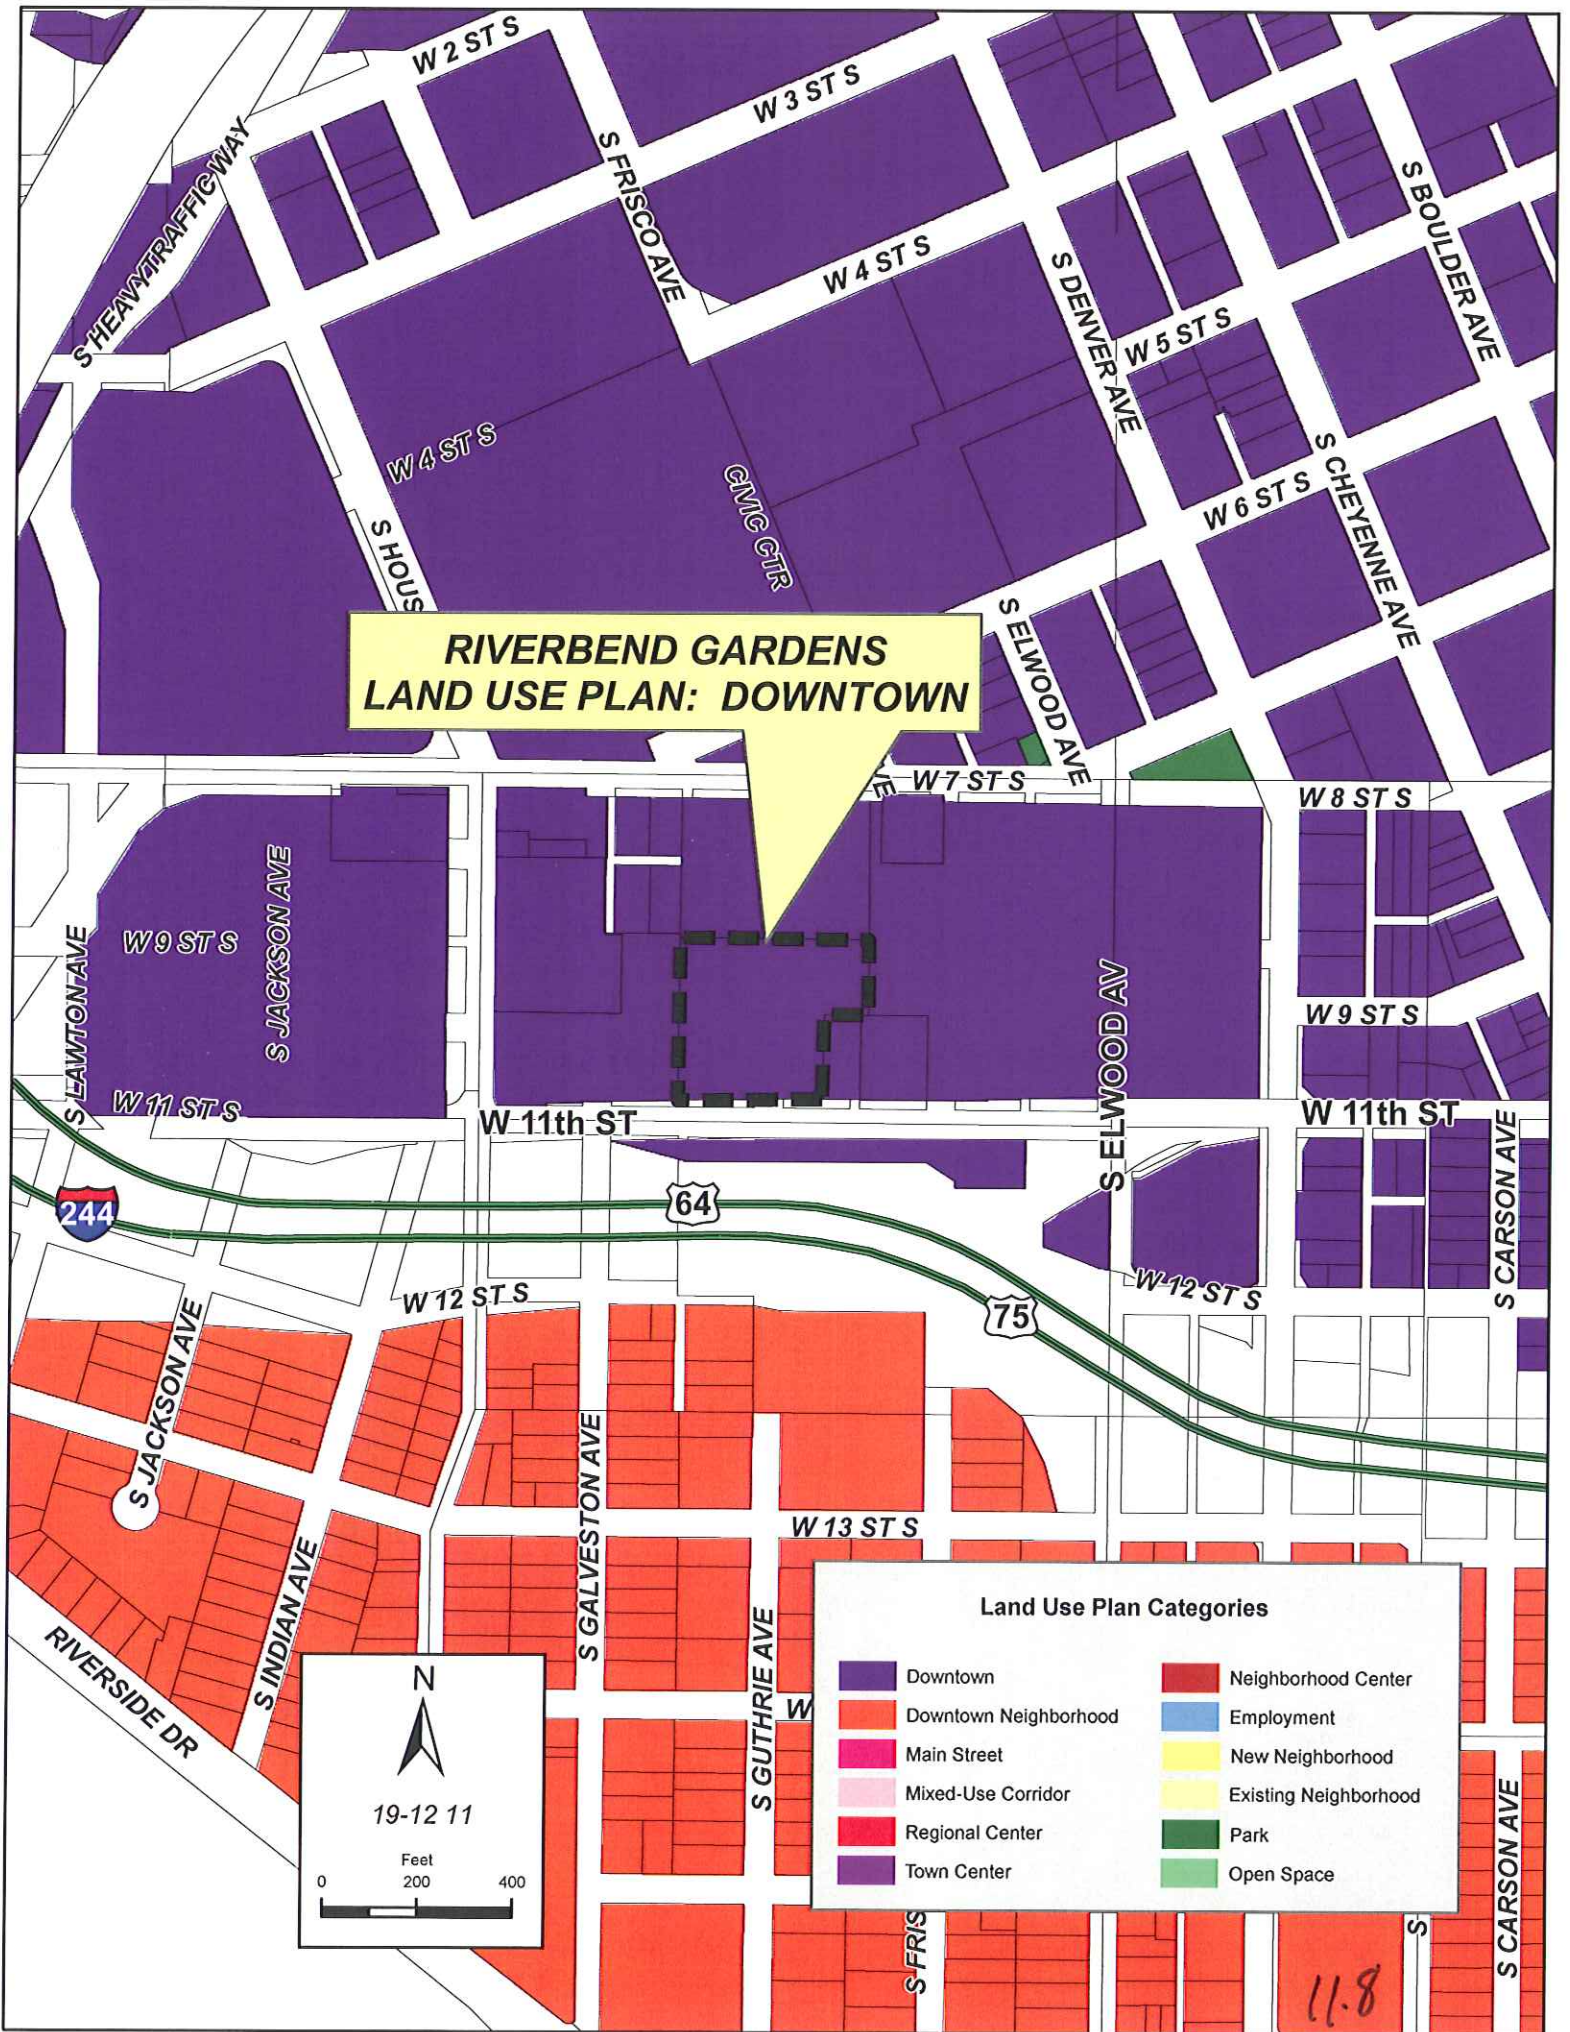 W 2 ST S
W 3 ST S
S FRISCO AVE
S HEAVYTRAFFIC WAY
W 4 ST S
S DENVER AVE
S BOULDER AVE
W 5 ST S
W 4 ST S
CIVIC CTR
S CHEYENNE AVE
W 6 ST S
S HOUS
S ELWOOD AVE
RIVERBEND GARDENS
LAND USE PLAN: DOWNTOWN
VE
W 7 ST S
W 8 ST S
S JACKSON AVE
W 9 ST S
S LAWTON AVE
S ELWOOD AV
W 9 ST S
W 11 ST S
W 11th ST
W 11th ST
S CARSON AVE
244
64
75
W 12 ST S
W 12 ST S
S JACKSON AVE
S GALVESTON AVE
W 13 ST S
S INDIAN AVE
S GUTHRIE AVE
RIVERSIDE DR
W
S FRIS
S
S CARSON AVE
N
19-12 11
Feet
0 200 400
Land Use Plan Categories
Downtown
Downtown Neighborhood
Main Street
Mixed-Use Corridor
Regional Center
Town Center
Neighborhood Center
Employment
New Neighborhood
Existing Neighborhood
Park
Open Space
11.8